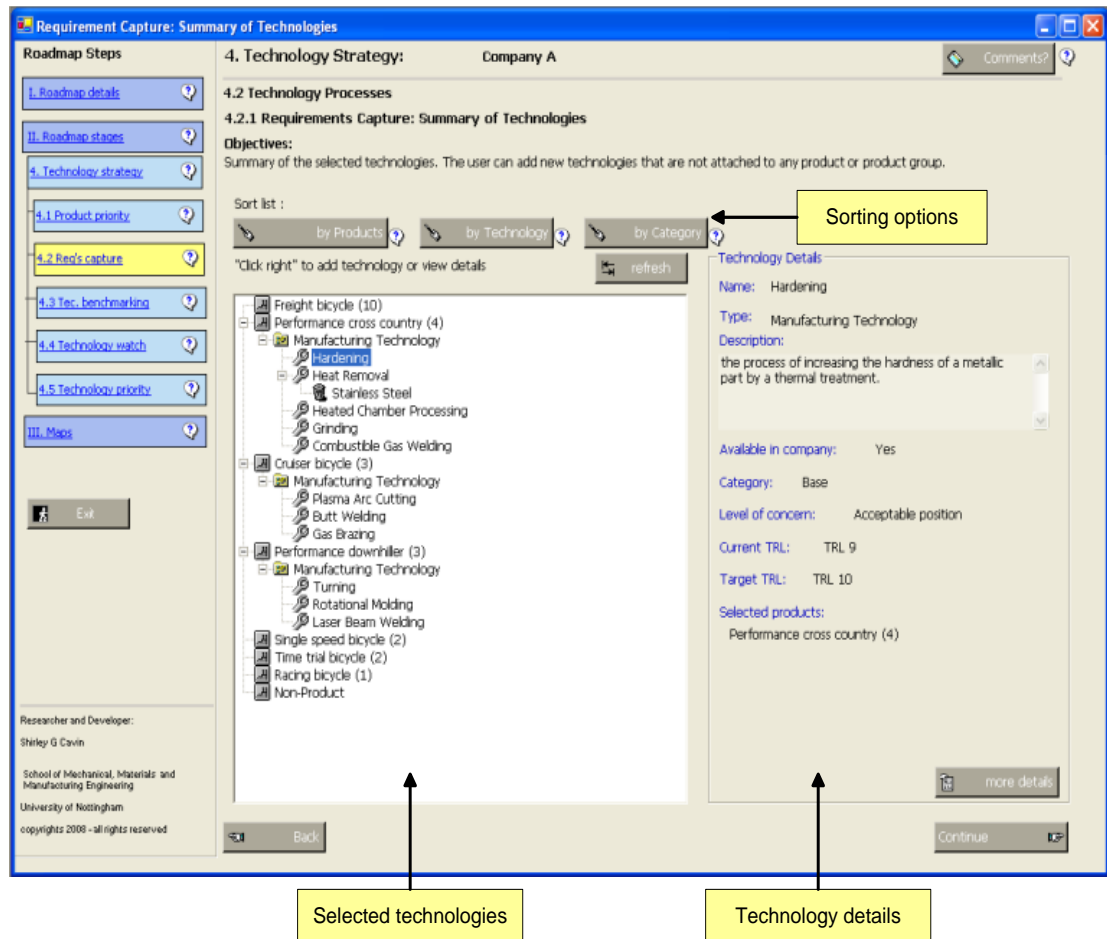 Requirement Capture: Summary of Technologies
Roadmap Steps
I. Roadmap details
II. Roadmap stages
4. Technology strategy
4.1 Product priority
4.2 Req's capture
4.3 Tec. benchmarking
4.4 Technology watch
4.5 Technology priority
III. Maps
Exit
Researcher and Developer:
Shirley G Cavin
School of Mechanical, Materials and
Manufacturing Engineering
University of Nottingham
copyrights 2008 - all rights reserved
4. Technology Strategy: Company A
Comments?
4.2 Technology Processes
4.2.1 Requirements Capture: Summary of Technologies
Objectives:
Summary of the selected technologies. The user can add new technologies that are not attached to any product or product group.
Sort list :
by Products by Technology by Category
Sorting options
"Click right" to add technology or view details
refresh
Freight bicycle (10)
Performance cross country (4)
Manufacturing Technology
Hardening
Heat Removal
Stainless Steel
Heated Chamber Processing
Grinding
Combustible Gas Welding
Cruiser bicycle (3)
Manufacturing Technology
Plasma Arc Cutting
Butt Welding
Gas Brazing
Performance downhiller (3)
Manufacturing Technology
Turning
Rotational Molding
Laser Beam Welding
Single speed bicycle (2)
Time trial bicycle (2)
Racing bicycle (1)
Non-Product
Technology Details
Name: Hardening
Type: Manufacturing Technology
Description:
the process of increasing the hardness of a metallic
part by a thermal treatment.
Available in company: Yes
Category: Base
Level of concern: Acceptable position
Current TRL: TRL 9
Target TRL: TRL 10
Selected products:
Performance cross country (4)
more details
Back
Continue
Selected technologies
Technology details